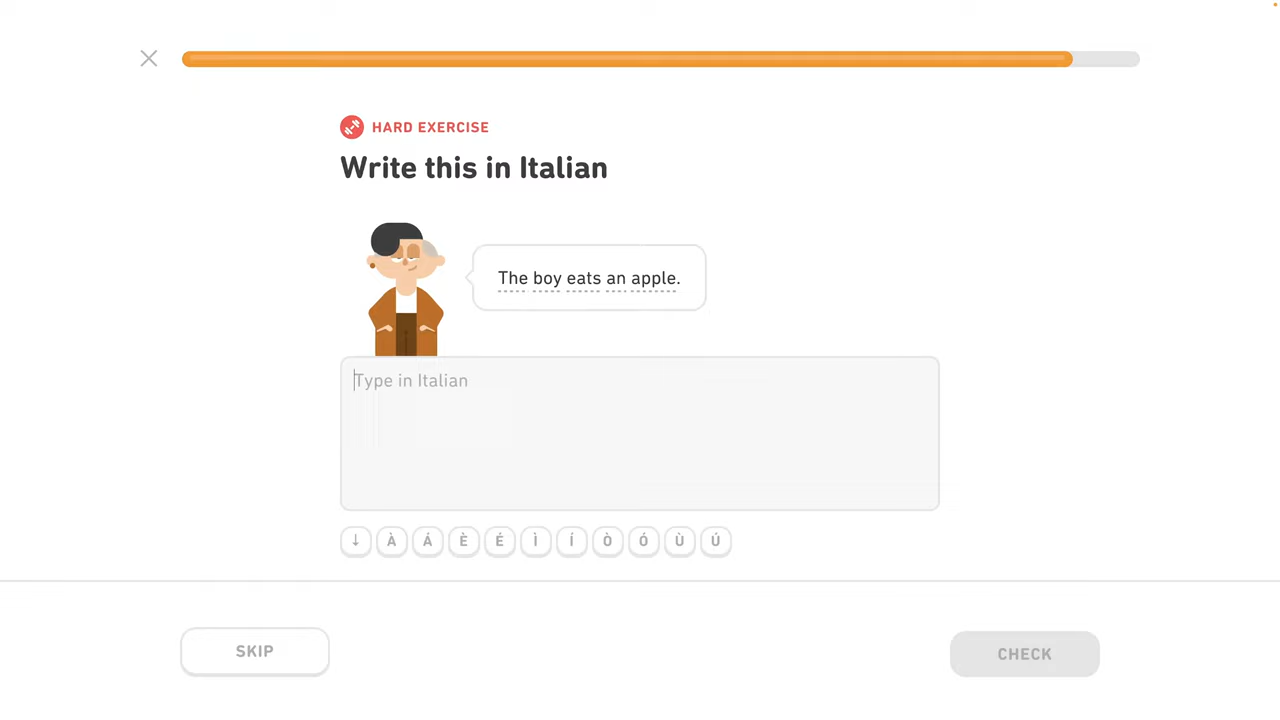 HARD EXERCISE
Write this in Italian
The boy eats an apple.
Type in Italian
↓ À Á È É Ì Í Ò Ó Ù Ú
SKIP
CHECK